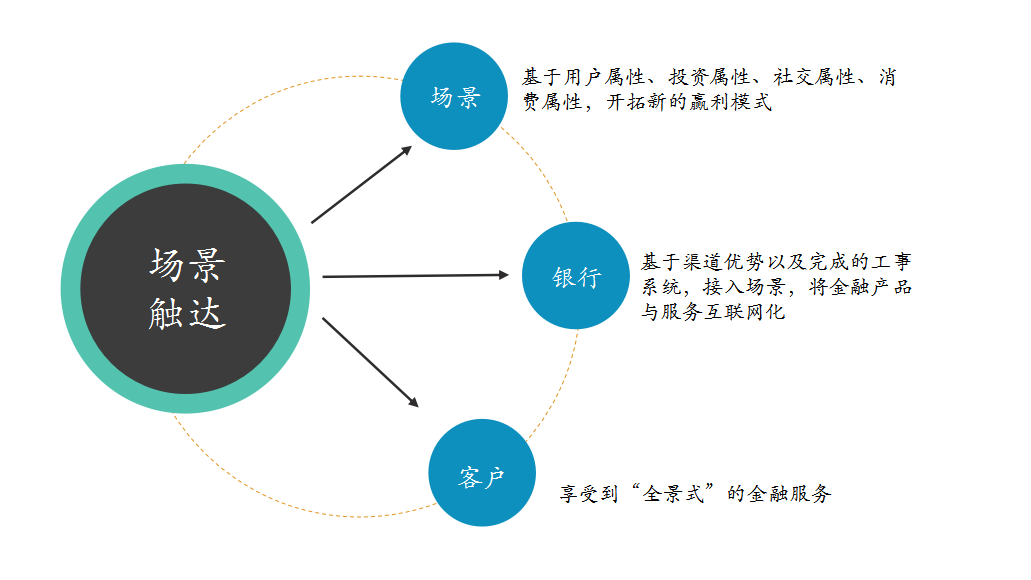 场景
基于用户属性、投资属性、社交属性、消
费属性，开拓新的赢利模式
场景
触达
银行
基于渠道优势以及完成的工事
系统，接入场景，将金融产品
与服务互联网化
客户
享受到“全景式”的金融服务